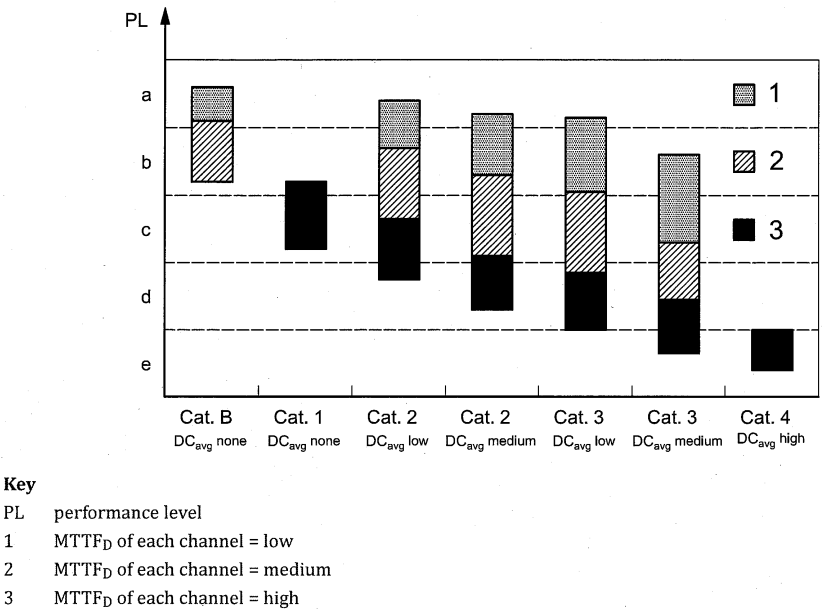 PL
a
b
c
d
e
1
2
3
Cat. B Cat. 1 Cat. 2 Cat. 2 Cat. 3 Cat. 3 Cat. 4
DCavg none DCavg none DCavg low DCavg medium DCavg low DCavg medium DCavg high
Key
PL performance level
1 MTTFD of each channel = low
2 MTTFD of each channel = medium
3 MTTFD of each channel = high